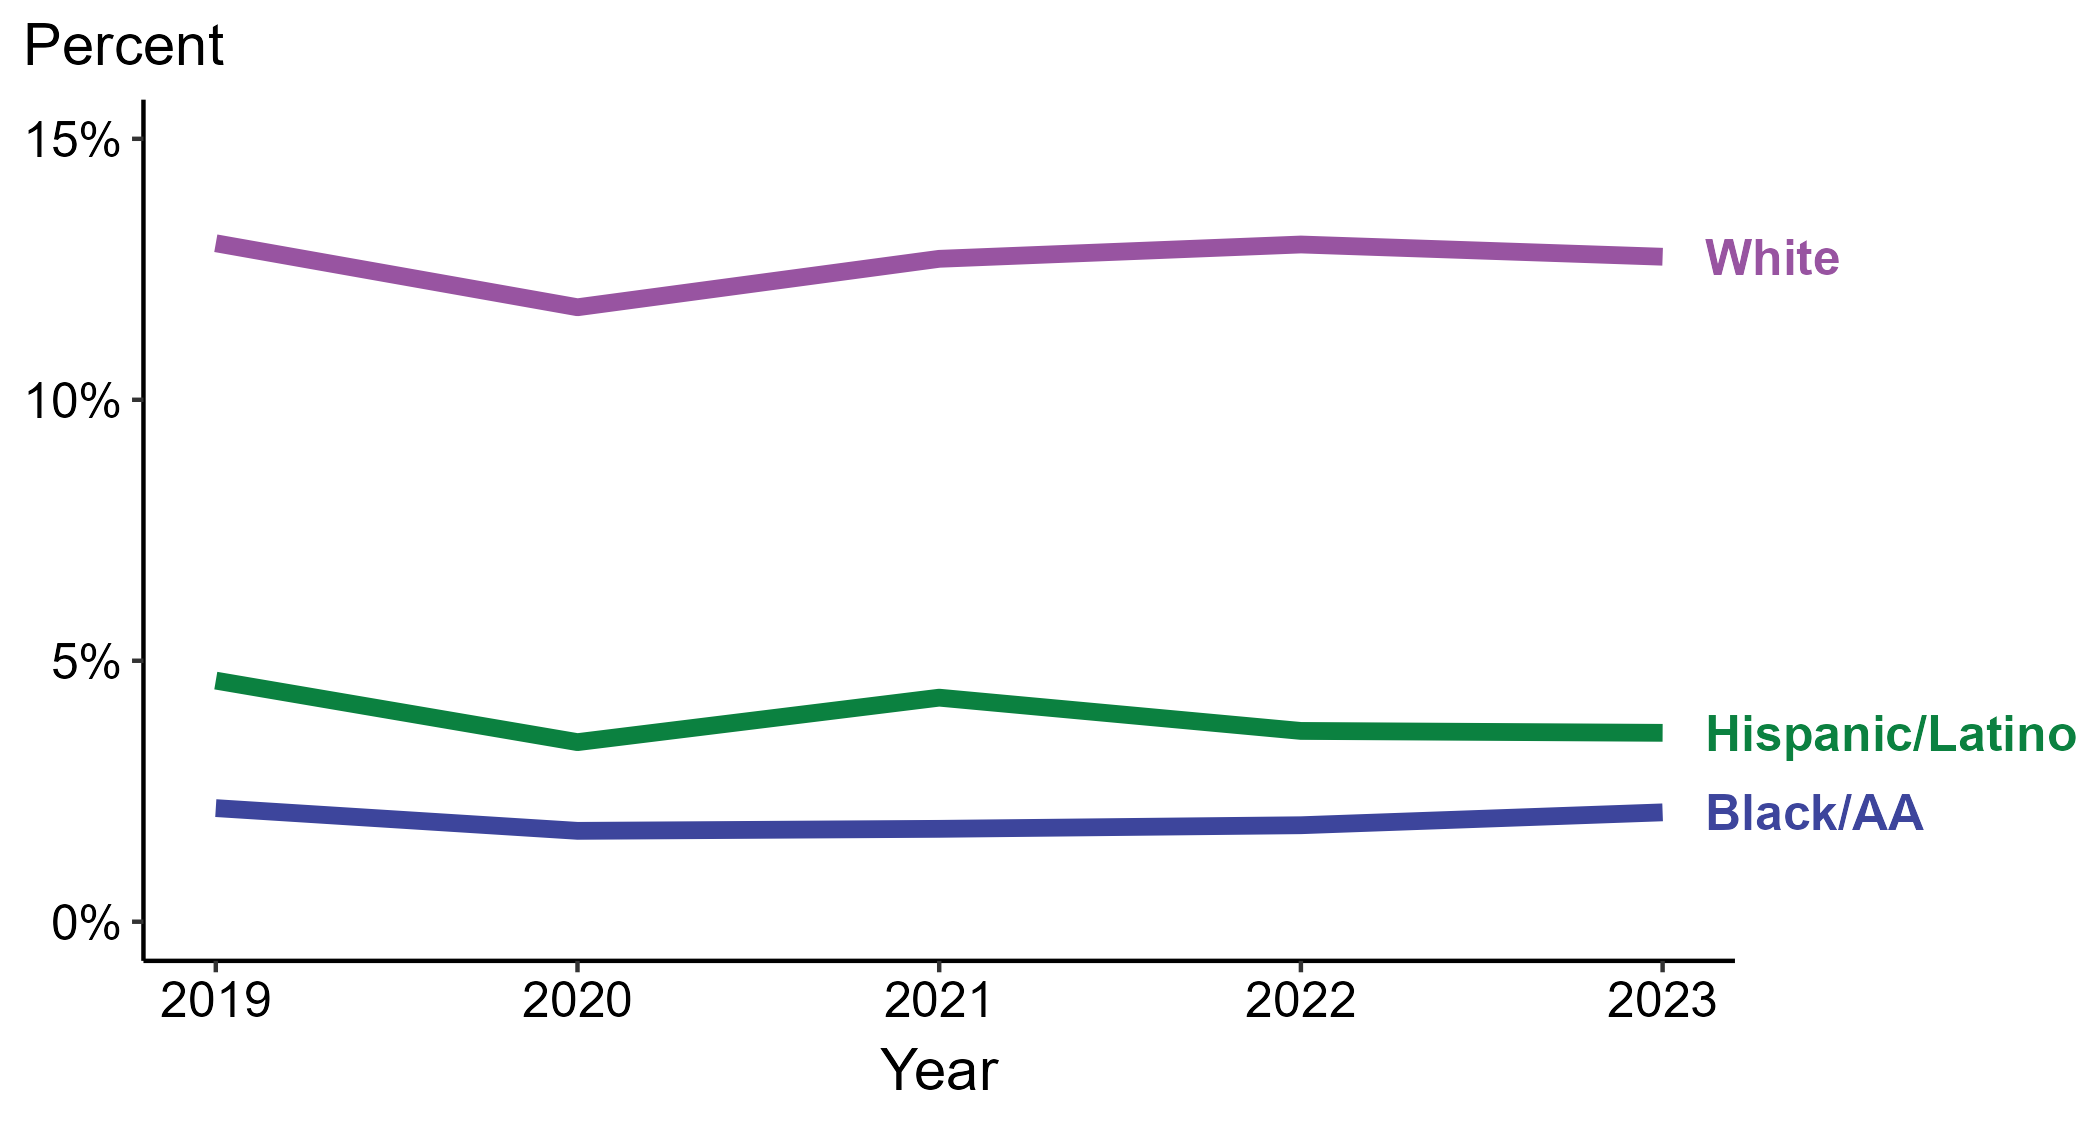 Percent
15%
10%
5%
0%
White
Hispanic/Latino
Black/AA
2019 2020 2021 2022 2023
Year